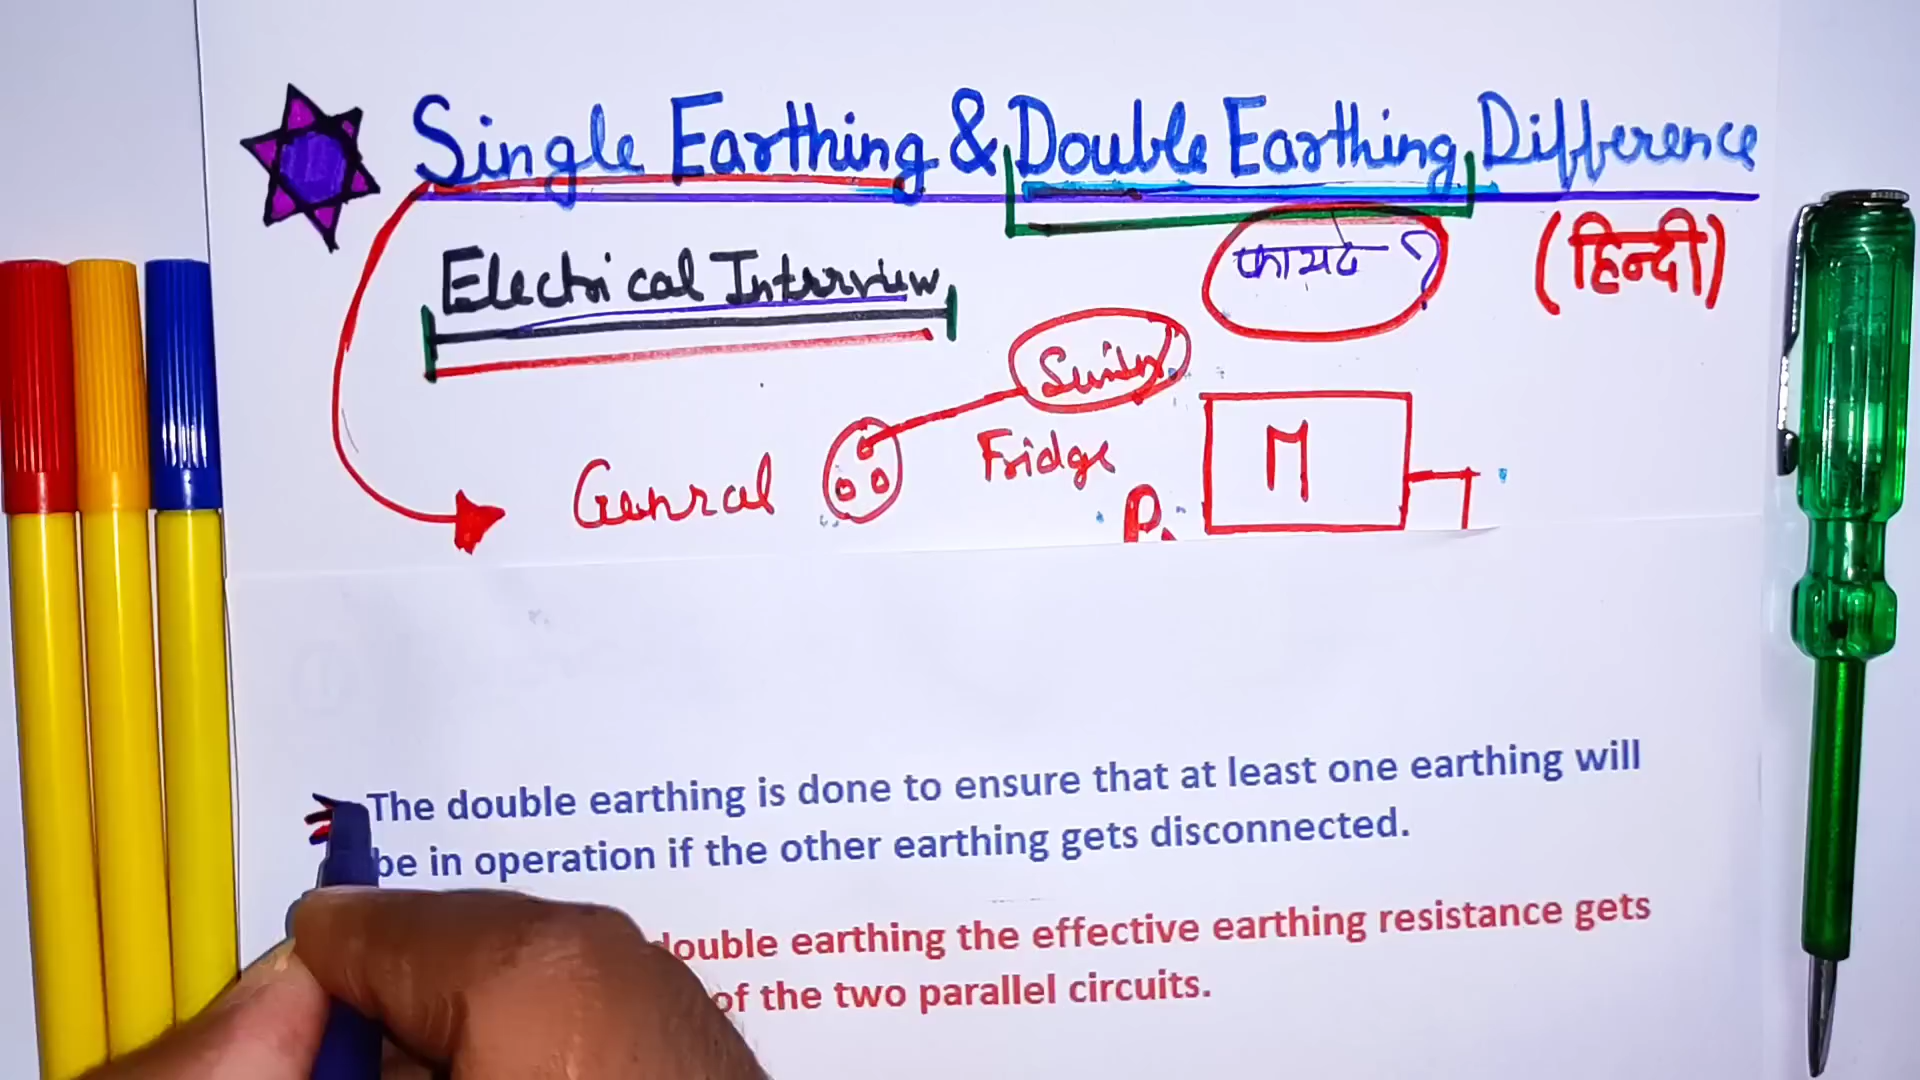 Single Earthing & Double Earthing Difference
Electrical Interview
फायदे ?
(हिन्दी)
Genral
Fridge
M
The double earthing is done to ensure that at least one earthing will
be in operation if the other earthing gets disconnected.
double earthing the effective earthing resistance gets
of the two parallel circuits.